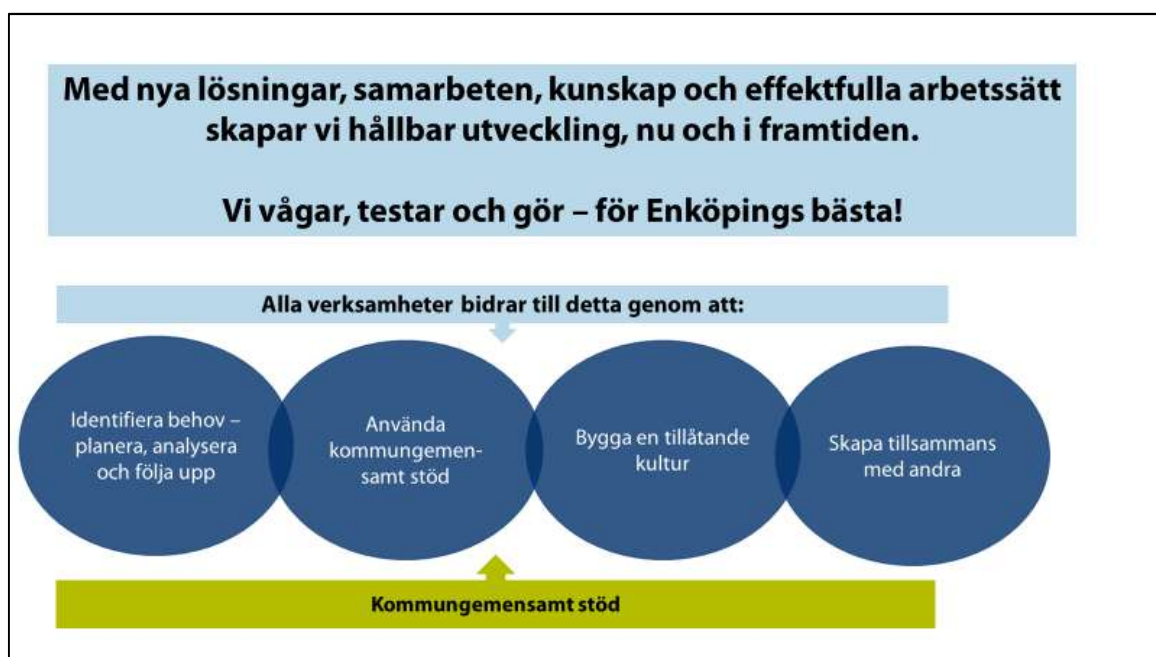 Med nya lösningar, samarbeten, kunskap och effektfulla arbetssätt
skapar vi hållbar utveckling, nu och i framtiden.
Vi vågar, testar och gör – för Enköpings bästa!
Alla verksamheter bidrar till detta genom att:
Identifiera behov –
planera, analysera
och följa upp
Använda
kommungemen-
samt stöd
Bygga en tillåtande
kultur
Skapa tillsammans
med andra
Kommungemensamt stöd